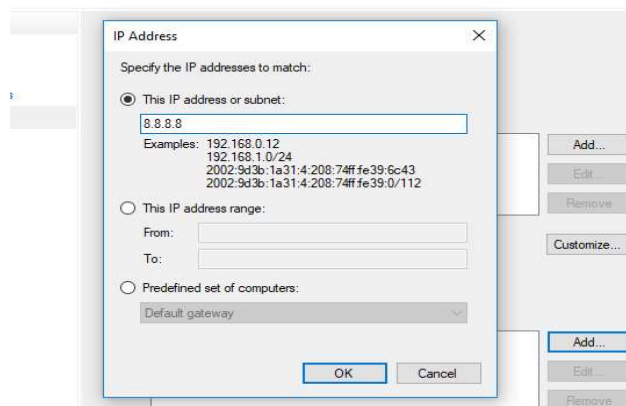 IP Address
Specify the IP addresses to match:
This IP address or subnet:
8.8.8.8
Examples: 192.168.0.12
192.168.1.0/24
2002:9d3b:1a31:4:208:74ff:fe39:6c43
2002:9d3b:1a31:4:208:74ff:fe39:0/112
This IP address range:
From:
To:
Predefined set of computers:
Default gateway
OK Cancel
Add...
Edit...
Remove
Customize...
Add...
Edit...
Remove